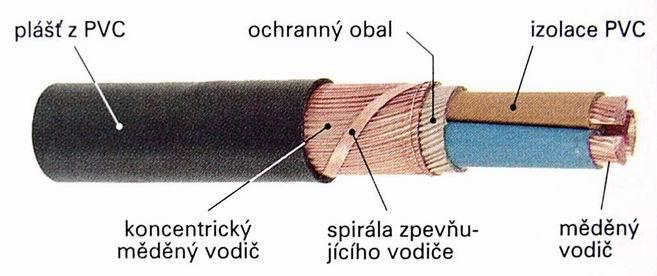 plášť z PVC
ochranný obal
izolace PVC
koncentrický
měděný vodič
spirála zpevňu-
jícího vodiče
měděný
vodič